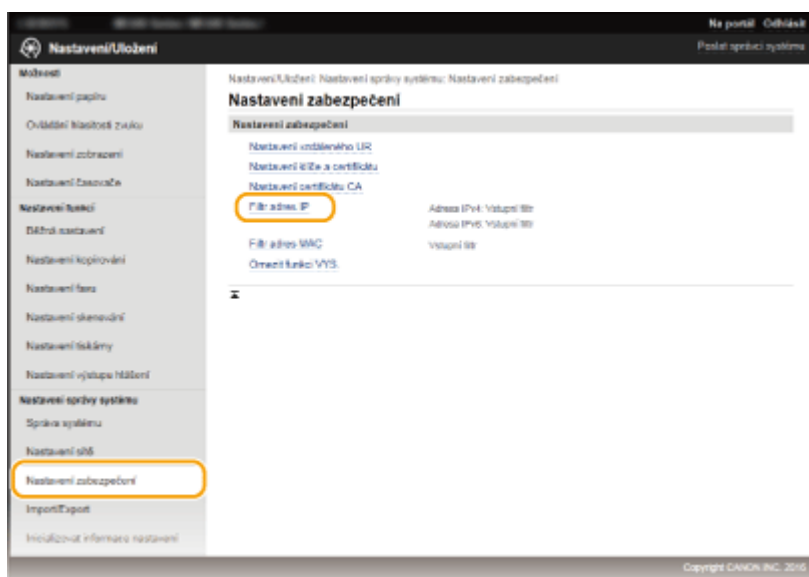 Na portál Odhlásit
Nastavení/Uložení
Poslat správci systému
Možnosti
Nastavení papíru
Ovládání hlasitosti zvuku
Nastavení zobrazení
Nastavení časovače
Nastavení funkcí
Běžná nastavení
Nastavení kopírování
Nastavení faxu
Nastavení skenování
Nastavení tiskárny
Nastavení výstupu hlášení
Nastavení správy systému
Správa systému
Nastavení sítě
Nastavení zabezpečení
Import/Export
Inicializovat informace nastavení
Nastavení/Uložení: Nastavení správy systému: Nastavení zabezpečení
Nastavení zabezpečení
Nastavení zabezpečení
Nastavení vzdáleného UR
Nastavení klíče a certifikátu
Nastavení certifikátu CA
Filtr adres IP
Adresa IPv4: Vstupní filtr
Adresa IPv6: Vstupní filtr
Filtr adres MAC
Vstupní filtr
Omezit funkci VYS.
Copyright CANON INC. 2016